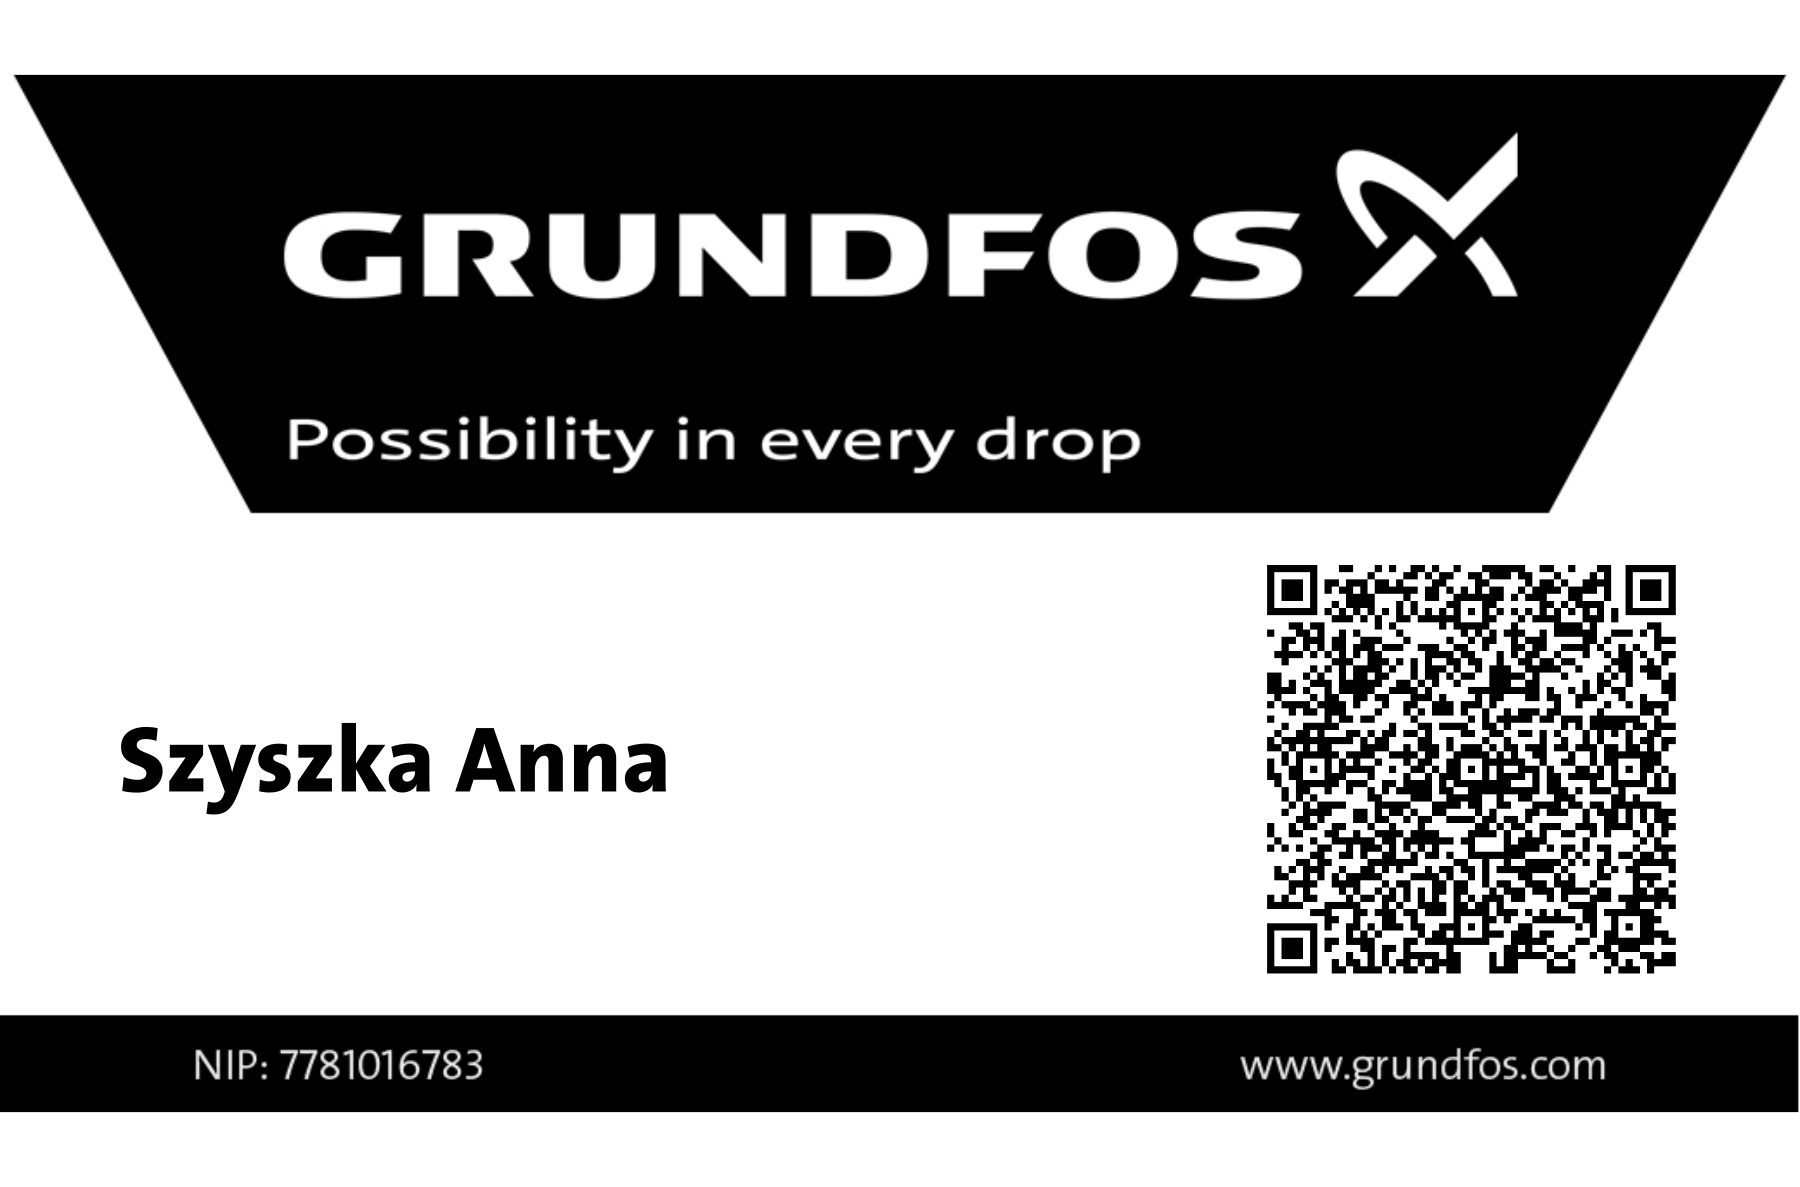 GRUNDFOS
Possibility in every drop
Szyszka Anna
NIP: 7781016783
www.grundfos.com